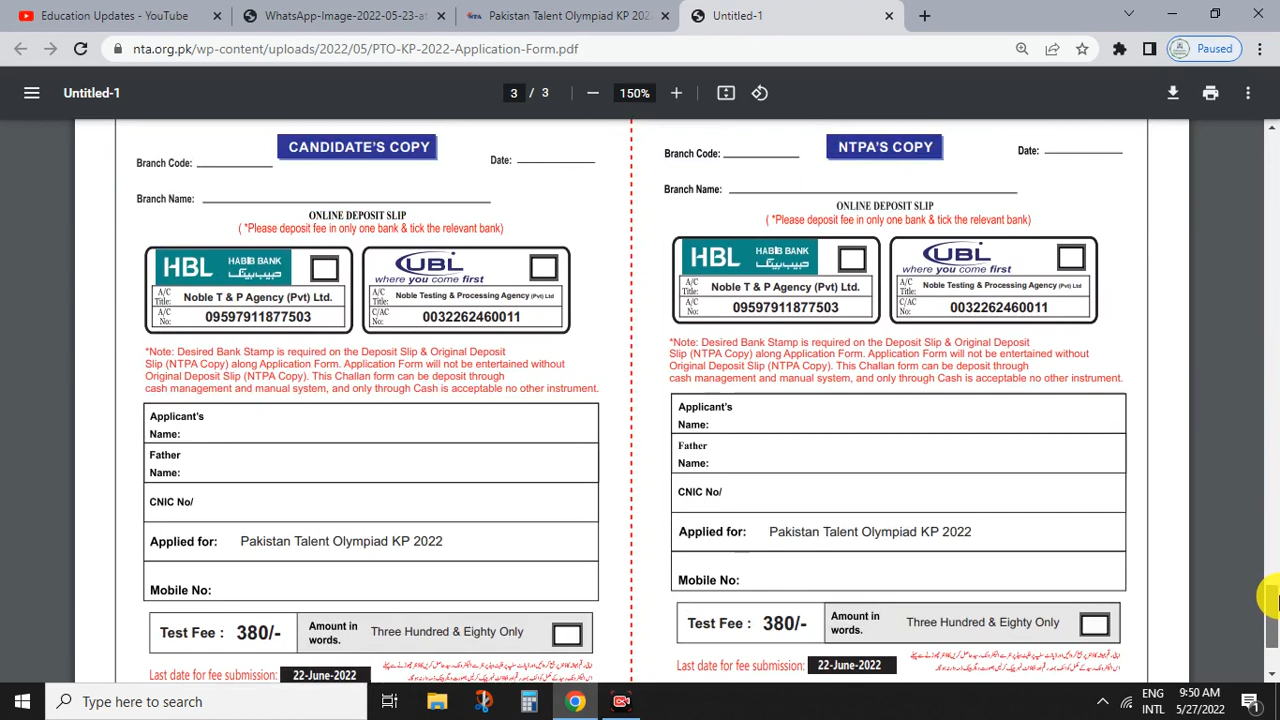 Education Updates - YouTube
WhatsApp-Image-2022-05-23-at
Pakistan Talent Olympiad KP 202
Untitled-1
nta.org.pk/wp-content/uploads/2022/05/PTO-KP-2022-Application-Form.pdf
Paused
Untitled-1
3 / 3
150%
CANDIDATE'S COPY
Branch Code:
Date:
Branch Name:
ONLINE DEPOSIT SLIP
( *Please deposit fee in only one bank & tick the relevant bank)
HBL HABIB BANK
حبیب بینک
A/C Title: Noble T & P Agency (Pvt) Ltd.
A/C No: 09597911877503
UBL
where you come first
A/C Title: Noble Testing & Processing Agency (Pvt) Ltd
C/AC No: 0032262460011
*Note: Desired Bank Stamp is required on the Deposit Slip & Original Deposit
Slip (NTPA Copy) along Application Form. Application Form will not be entertained without
Original Deposit Slip (NTPA Copy). This Challan form can be deposit through
cash management and manual system, and only through Cash is acceptable no other instrument.
Applicant's
Name:
Father
Name:
CNIC No/
Applied for: Pakistan Talent Olympiad KP 2022
Mobile No:
Test Fee : 380/-
Amount in
words.
Three Hundred & Eighty Only
Last date for fee submission: 22-June-2022
NTPA'S COPY
Branch Code:
Date:
Branch Name:
ONLINE DEPOSIT SLIP
( *Please deposit fee in only one bank & tick the relevant bank)
HBL HABIB BANK
حبیب بینک
A/C Title: Noble T & P Agency (Pvt) Ltd.
A/C No: 09597911877503
UBL
where you come first
A/C Title: Noble Testing & Processing Agency (Pvt) Ltd
C/AC No: 0032262460011
*Note: Desired Bank Stamp is required on the Deposit Slip & Original Deposit
Slip (NTPA Copy) along Application Form. Application Form will not be entertained without
Original Deposit Slip (NTPA Copy). This Challan form can be deposit through
cash management and manual system, and only through Cash is acceptable no other instrument.
Applicant's
Name:
Father
Name:
CNIC No/
Applied for: Pakistan Talent Olympiad KP 2022
Mobile No:
Test Fee : 380/-
Amount in
words.
Three Hundred & Eighty Only
Last date for fee submission: 22-June-2022
Type here to search
ENG
INTL
9:50 AM
5/27/2022
1